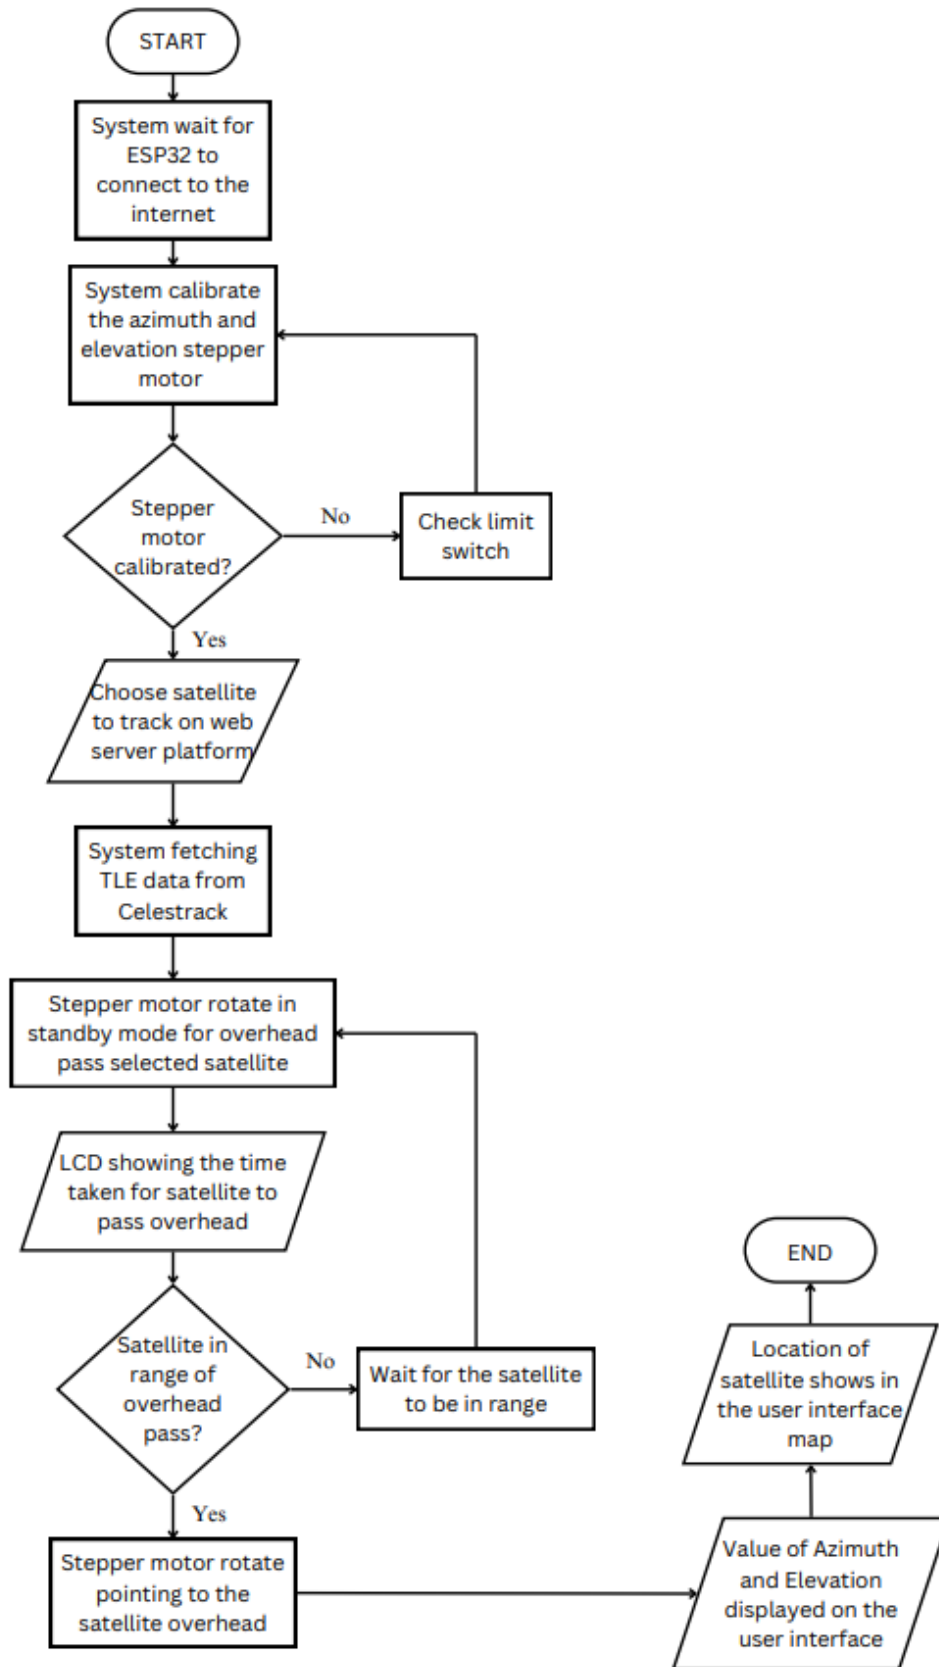 START
System wait for
ESP32 to
connect to the
internet
System calibrate
the azimuth and
elevation stepper
motor
Stepper
motor
calibrated?
No
Check limit
switch
Yes
Choose satellite
to track on web
server platform
System fetching
TLE data from
Celestrack
Stepper motor rotate in
standby mode for overhead
pass selected satellite
LCD showing the time
taken for satellite to
pass overhead
Satellite in
range of
overhead
pass?
No
Wait for the satellite
to be in range
Yes
Stepper motor rotate
pointing to the
satellite overhead
Value of Azimuth
and Elevation
displayed on the
user interface
Location of
satellite shows in
the user interface
map
END